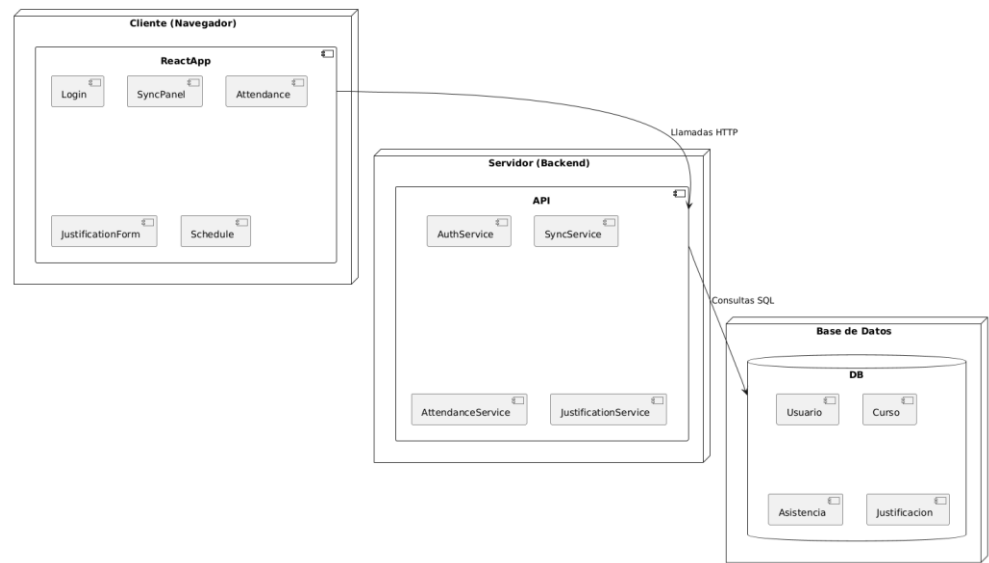 Cliente (Navegador)
ReactApp
Login
SyncPanel
Attendance
JustificationForm
Schedule
Llamadas HTTP
Servidor (Backend)
API
AuthService
SyncService
AttendanceService
JustificationService
Consultas SQL
Base de Datos
DB
Usuario
Curso
Asistencia
Justificacion